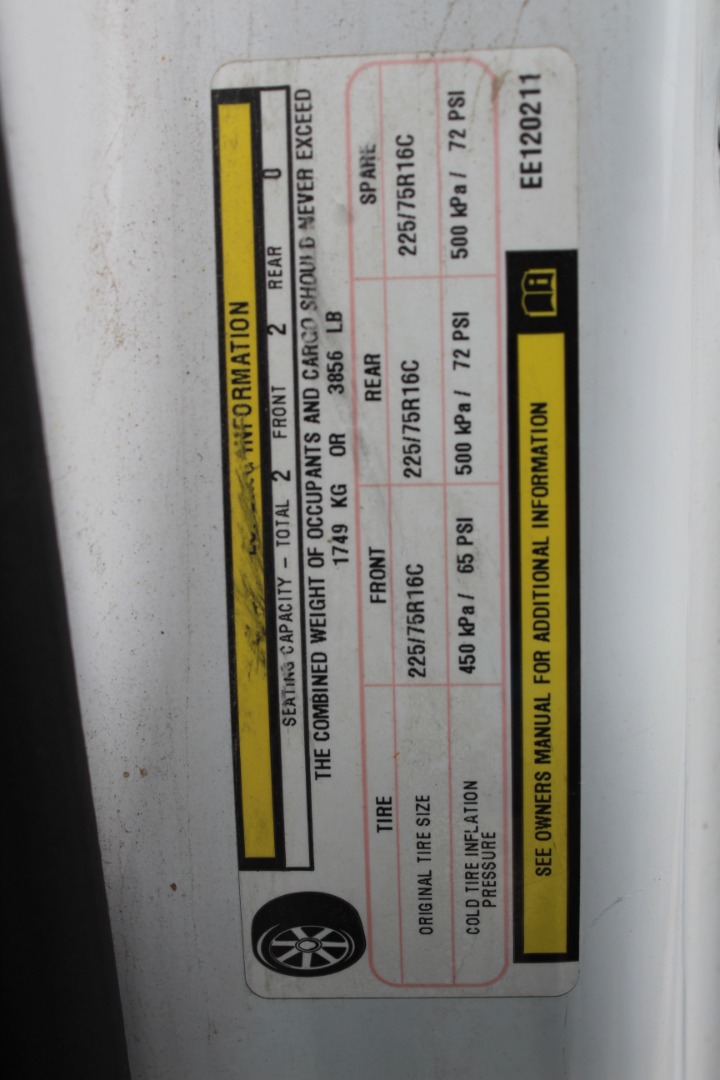 INFORMATION
SEATING CAPACITY - TOTAL 2 FRONT 2 REAR 0
THE COMBINED WEIGHT OF OCCUPANTS AND CARGO SHOULD NEVER EXCEED
1749 KG OR 3856 LB
TIRE FRONT REAR SPARE
ORIGINAL TIRE SIZE 225/75R16C 225/75R16C 225/75R16C
COLD TIRE INFLATION
PRESSURE 450 kPa/ 65 PSI 500 kPa/ 72 PSI 500 kPa/ 72 PSI
SEE OWNERS MANUAL FOR ADDITIONAL INFORMATION
EE120211